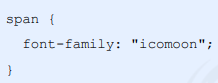 span {
  font-family: "icomoon";
}